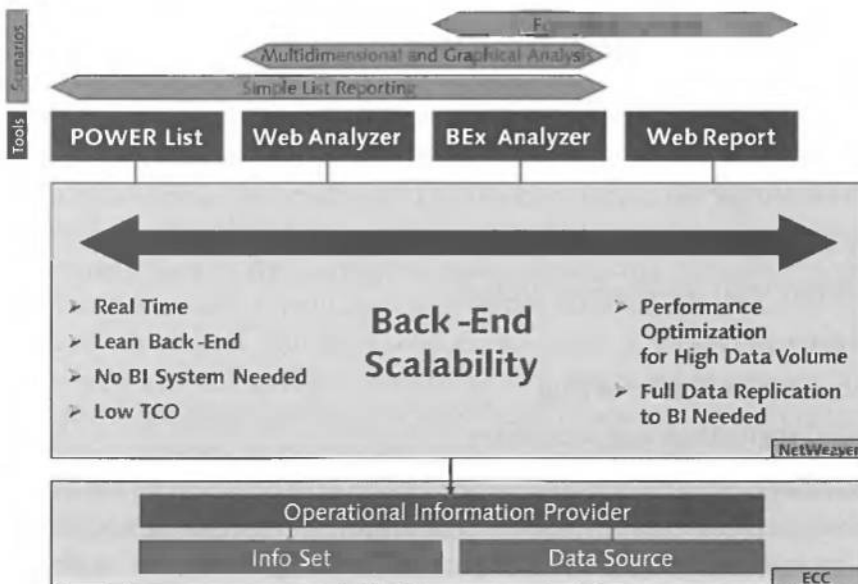 Scenarios
Multidimensional and Graphical Analysis
Simple List Reporting
Tools
POWER List
Web Analyzer
BEx Analyzer
Web Report
➢ Real Time
➢ Lean Back-End
➢ No BI System Needed
➢ Low TCO
Back-End
Scalability
➢ Performance
Optimization
for High Data Volume
➢ Full Data Replication
to BI Needed
NetWeaver
Operational Information Provider
Info Set
Data Source
ECC